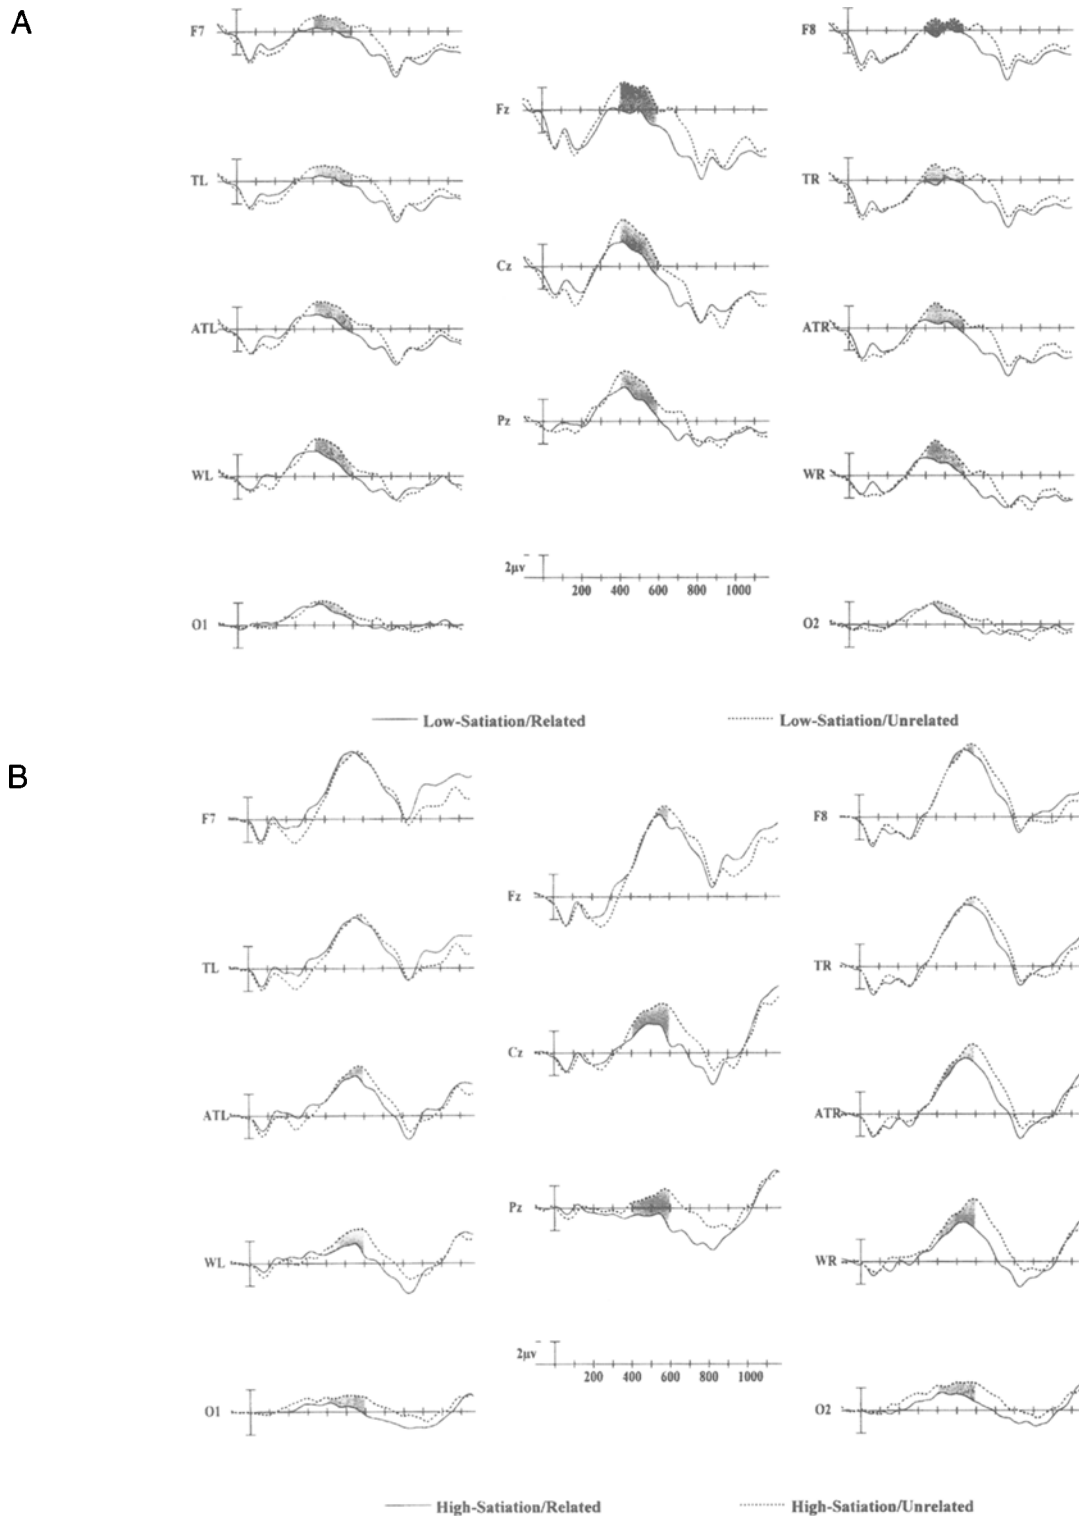 A
F7
F8
Fz
TL
TR
Cz
ATL
ATR
Pz
WL
WR
2μv
200 400 600 800 1000
O1
O2
Low-Satiation/Related
Low-Satiation/Unrelated
B
F7
F8
Fz
TL
TR
Cz
ATL
ATR
Pz
WL
WR
2μv
200 400 600 800 1000
O1
O2
High-Satiation/Related
High-Satiation/Unrelated